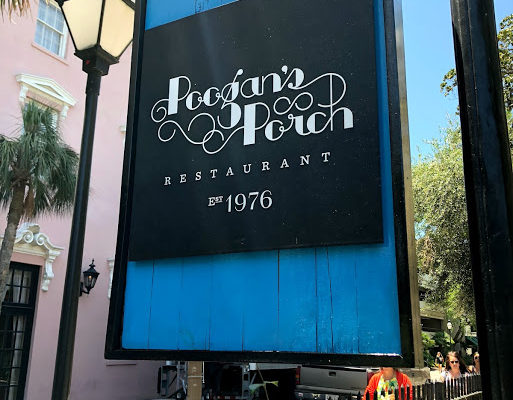 Poogan's
Porch
RESTAURANT
EST 1976